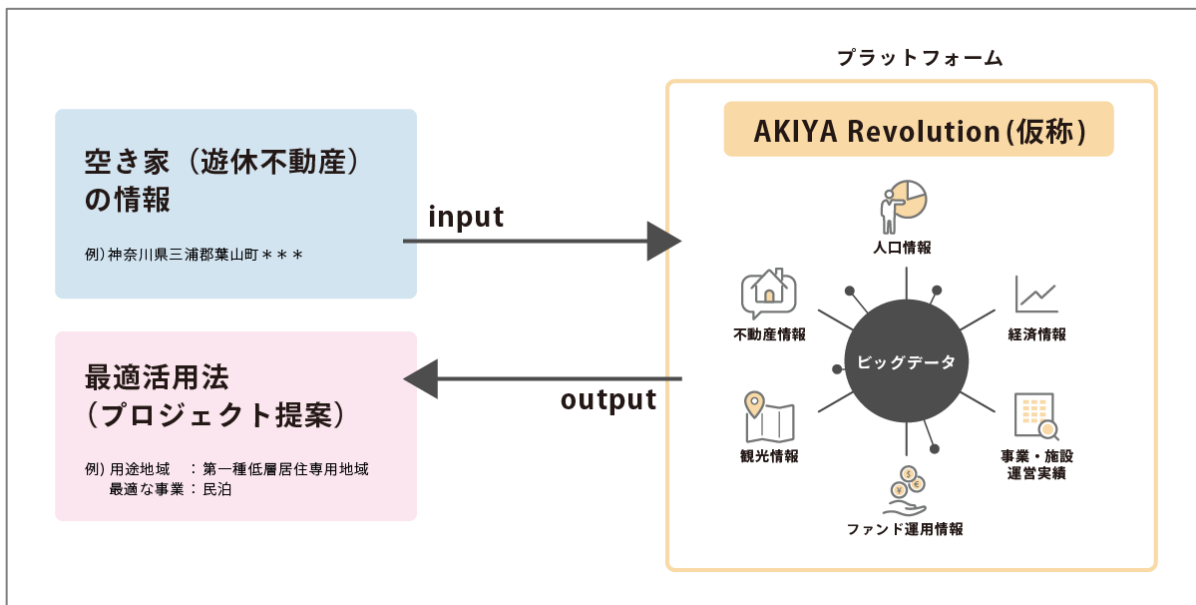 プラットフォーム
AKIYA Revolution(仮称)
空き家（遊休不動産）
の情報
例)神奈川県三浦郡葉山町＊＊＊
input
人口情報
不動産情報
経済情報
ビッグデータ
最適活用法
（プロジェクト提案）
例) 用途地域　：第一種低層居住専用地域
最適な事業：民泊
output
観光情報
事業・施設
運営実績
$
¥
€
ファンド運用情報